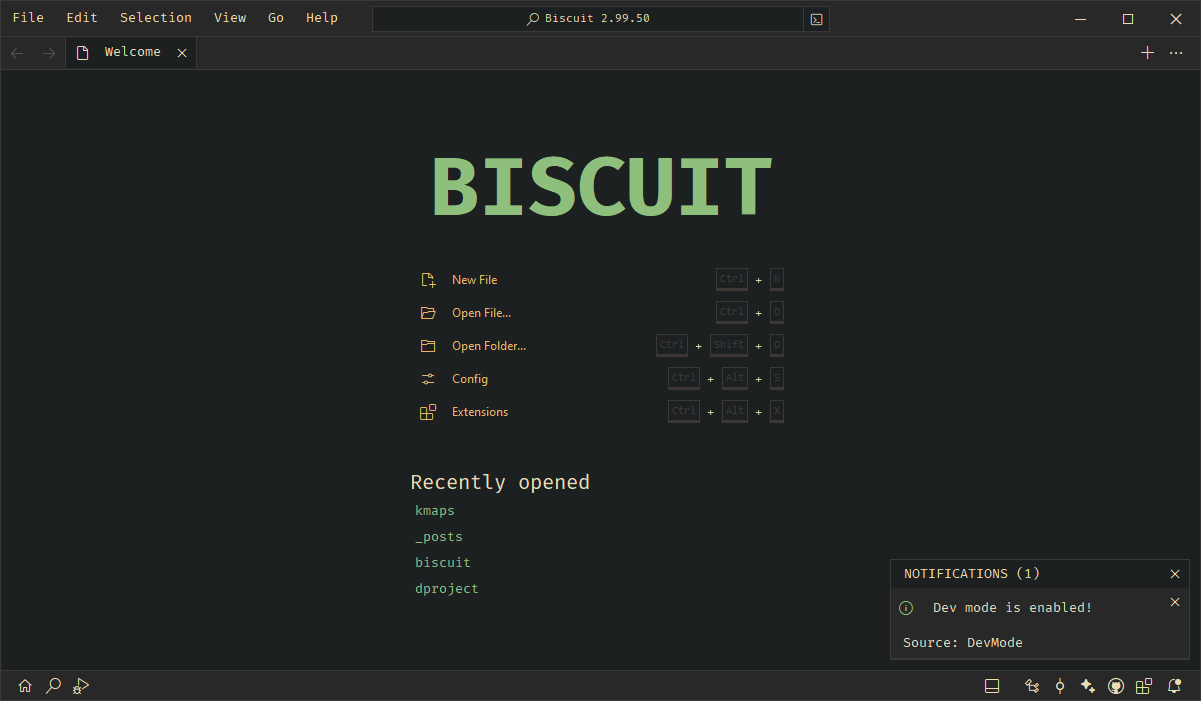 File Edit Selection View Go Help Biscuit 2.99.50
Welcome
BISCUIT
New File Ctrl + N
Open File... Ctrl + O
Open Folder... Ctrl + Shift + O
Config Ctrl + Alt + S
Extensions Ctrl + Alt + X
Recently opened
kmaps
_posts
biscuit
dproject
NOTIFICATIONS (1)
Dev mode is enabled!
Source: DevMode